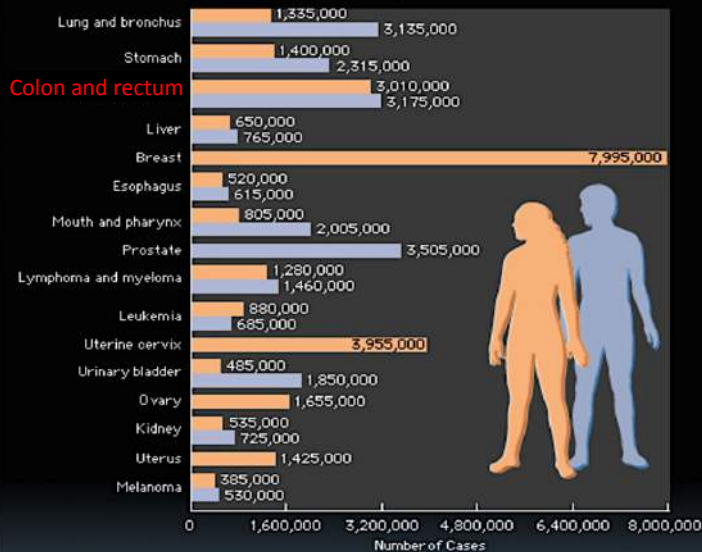 Lung and bronchus
1,335,000
3,135,000
Stomach
1,400,000
2,315,000
Colon and rectum
3,010,000
3,175,000
Liver
650,000
765,000
Breast
7,995,000
Esophagus
520,000
615,000
Mouth and pharynx
805,000
2,005,000
Prostate
3,505,000
Lymphoma and myeloma
1,280,000
1,460,000
Leukemia
880,000
685,000
Uterine cervix
3,955,000
Urinary bladder
485,000
1,850,000
Ovary
1,655,000
Kidney
535,000
725,000
Uterus
1,425,000
Melanoma
385,000
530,000
0 1,600,000 3,200,000 4,800,000 6,400,000 8,000,000
Number of Cases